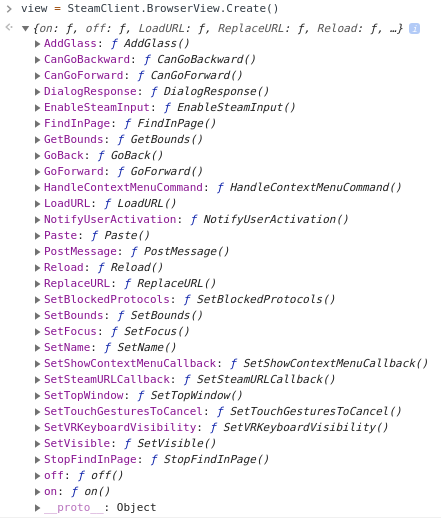 > view = SteamClient.BrowserView.Create()
{on: ƒ, off: ƒ, LoadURL: ƒ, ReplaceURL: ƒ, Reload: ƒ, …} i
AddGlass: ƒ AddGlass()
CanGoBackward: ƒ CanGoBackward()
CanGoForward: ƒ CanGoForward()
DialogResponse: ƒ DialogResponse()
EnableSteamInput: ƒ EnableSteamInput()
FindInPage: ƒ FindInPage()
GetBounds: ƒ GetBounds()
GoBack: ƒ GoBack()
GoForward: ƒ GoForward()
HandleContextMenuCommand: ƒ HandleContextMenuCommand()
LoadURL: ƒ LoadURL()
NotifyUserActivation: ƒ NotifyUserActivation()
Paste: ƒ Paste()
PostMessage: ƒ PostMessage()
Reload: ƒ Reload()
ReplaceURL: ƒ ReplaceURL()
SetBlockedProtocols: ƒ SetBlockedProtocols()
SetBounds: ƒ SetBounds()
SetFocus: ƒ SetFocus()
SetName: ƒ SetName()
SetShowContextMenuCallback: ƒ SetShowContextMenuCallback()
SetSteamURLCallback: ƒ SetSteamURLCallback()
SetTopWindow: ƒ SetTopWindow()
SetTouchGesturesToCancel: ƒ SetTouchGesturesToCancel()
SetVRKeyboardVisibility: ƒ SetVRKeyboardVisibility()
SetVisible: ƒ SetVisible()
StopFindInPage: ƒ StopFindInPage()
off: ƒ off()
on: ƒ on()
__proto__: Object